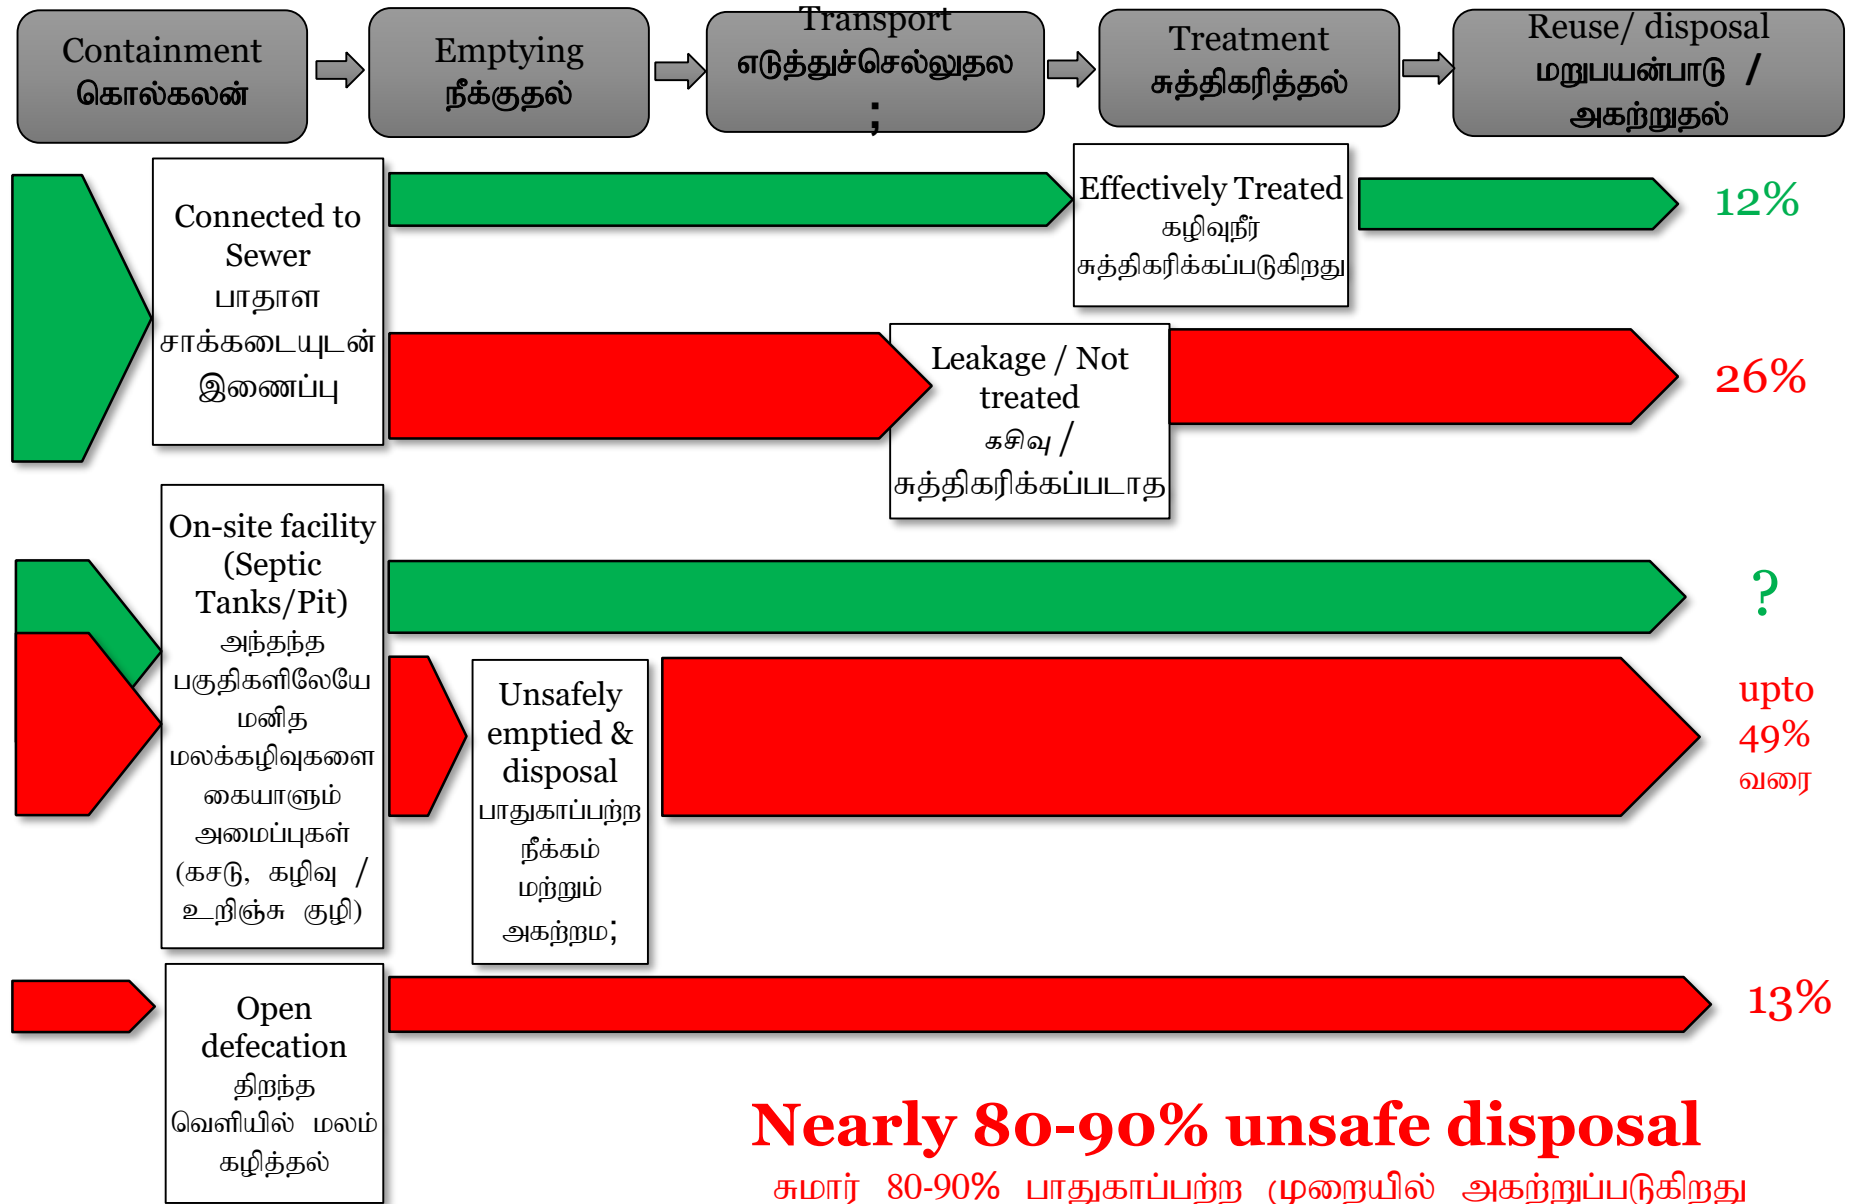 Containment
கொல்கலன்
Emptying
நீக்குதல்
Transport
எடுத்துச்செல்லுதல
;
Treatment
சுத்திகரித்தல்
Reuse/ disposal
மறுபயன்பாடு /
அகற்றுதல்
Connected to
Sewer
பாதாள
சாக்கடையுடன்
இணைப்பு
Effectively Treated
கழிவுநீர்
சுத்திகரிக்கப்படுகிறது
12%
Leakage / Not
treated
கசிவு /
சுத்திகரிக்கப்படாத
26%
On-site facility
(Septic
Tanks/Pit)
அந்தந்த
பகுதிகளிலேயே
மனித
மலக்கழிவுகளை
கையாளும்
அமைப்புகள்
(கசடு, கழிவு /
உறிஞ்சு குழி)
?
Unsafely
emptied &
disposal
பாதுகாப்பற்ற
நீக்கம்
மற்றும்
அகற்றம;
upto
49%
வரை
Open
defecation
திறந்த
வெளியில் மலம்
கழித்தல்
13%
Nearly 80-90% unsafe disposal
சுமார் 80-90% பாதுகாப்பற்ற முறையில் அகற்றுப்படுகிறது